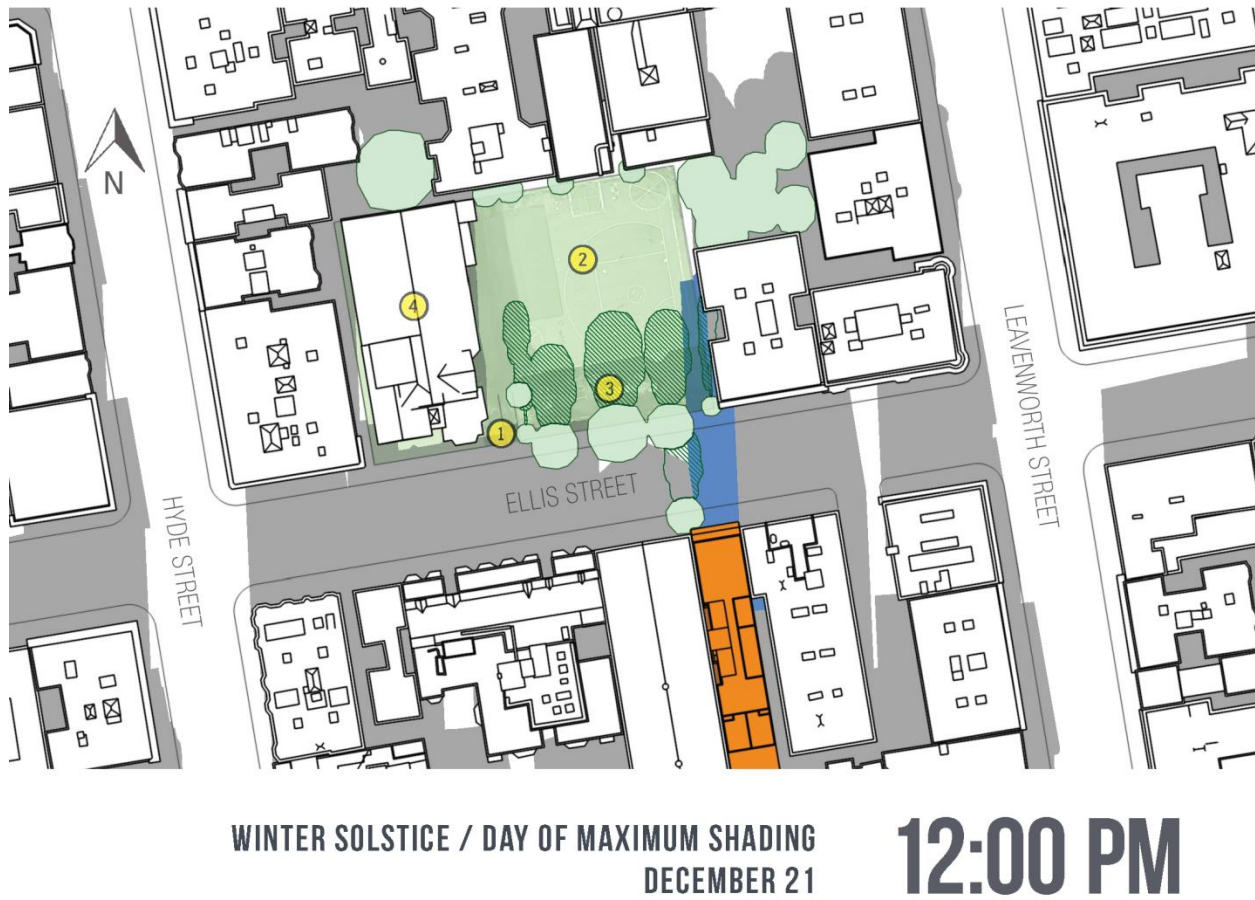 N
2
4
3
1
ELLIS STREET
HYDE STREET
LEAVENWORTH STREET
WINTER SOLSTICE / DAY OF MAXIMUM SHADING
DECEMBER 21
12:00 PM